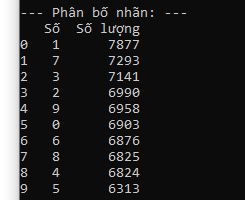 --- Phân bố nhãn: ---
Số Số lượng
0 1 7877
1 7 7293
2 3 7141
3 2 6990
4 9 6958
5 0 6903
6 6 6876
7 8 6825
8 4 6824
9 5 6313